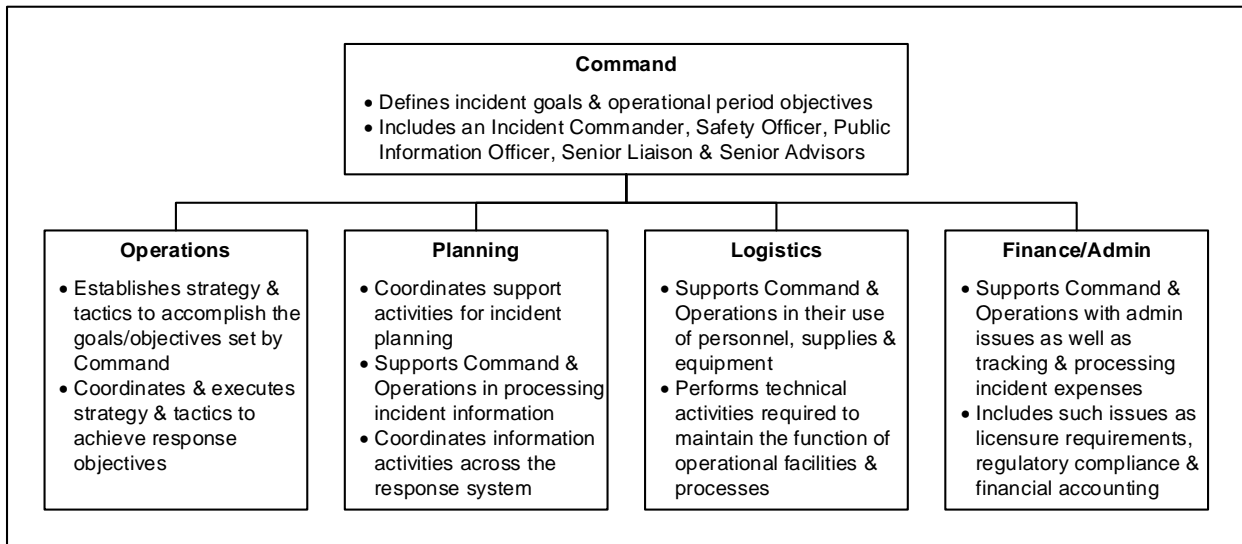 Command
• Defines incident goals & operational period objectives
• Includes an Incident Commander, Safety Officer, Public
Information Officer, Senior Liaison & Senior Advisors
Operations
• Establishes strategy &
tactics to accomplish the
goals/objectives set by
Command
• Coordinates & executes
strategy & tactics to
achieve response
objectives
Planning
• Coordinates support
activities for incident
planning
• Supports Command &
Operations in processing
incident information
• Coordinates information
activities across the
response system
Logistics
• Supports Command &
Operations in their use
of personnel, supplies &
equipment
• Performs technical
activities required to
maintain the function of
operational facilities &
processes
Finance/Admin
• Supports Command &
Operations with admin
issues as well as
tracking & processing
incident expenses
• Includes such issues as
licensure requirements,
regulatory compliance &
financial accounting